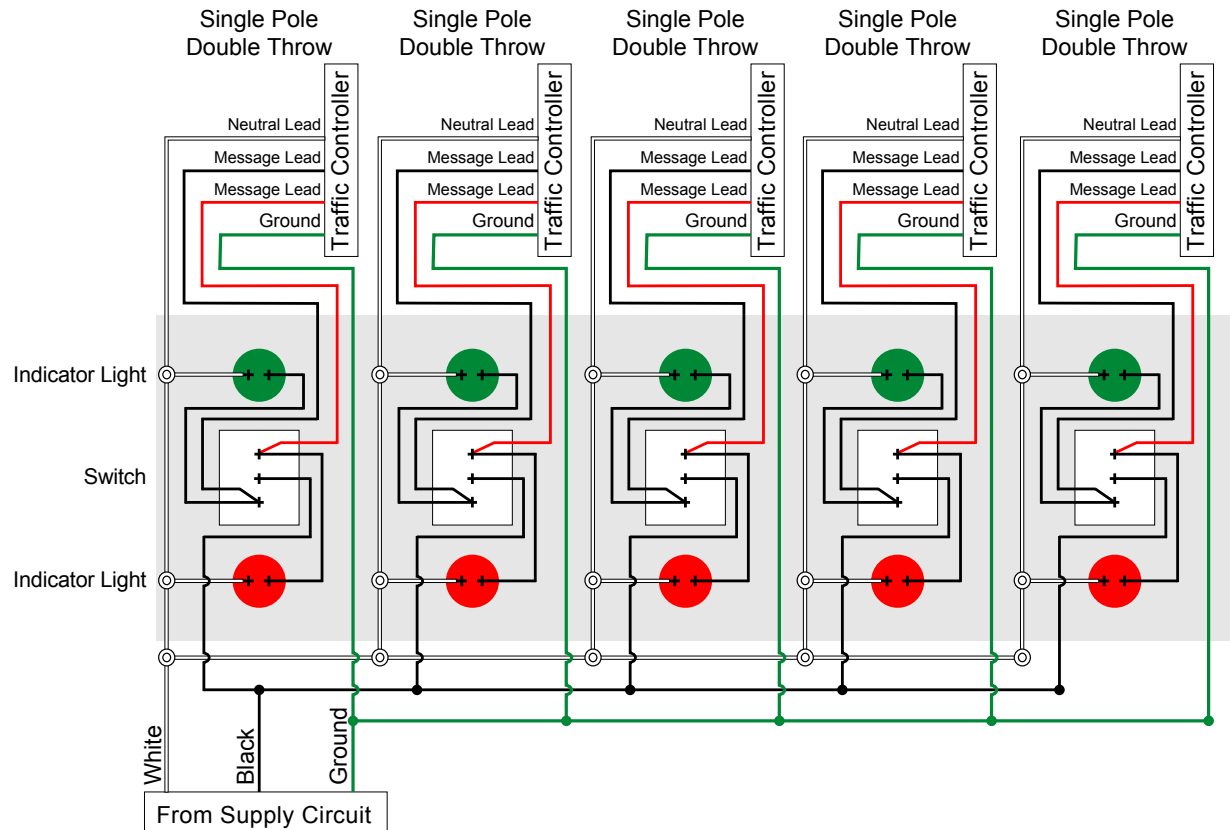 Single Pole
Double Throw
Single Pole
Double Throw
Single Pole
Double Throw
Single Pole
Double Throw
Single Pole
Double Throw
Neutral Lead
Message Lead
Message Lead
Ground
Traffic Controller
Neutral Lead
Message Lead
Message Lead
Ground
Traffic Controller
Neutral Lead
Message Lead
Message Lead
Ground
Traffic Controller
Neutral Lead
Message Lead
Message Lead
Ground
Traffic Controller
Neutral Lead
Message Lead
Message Lead
Ground
Traffic Controller
Indicator Light
Switch
Indicator Light
White
Black
Ground
From Supply Circuit